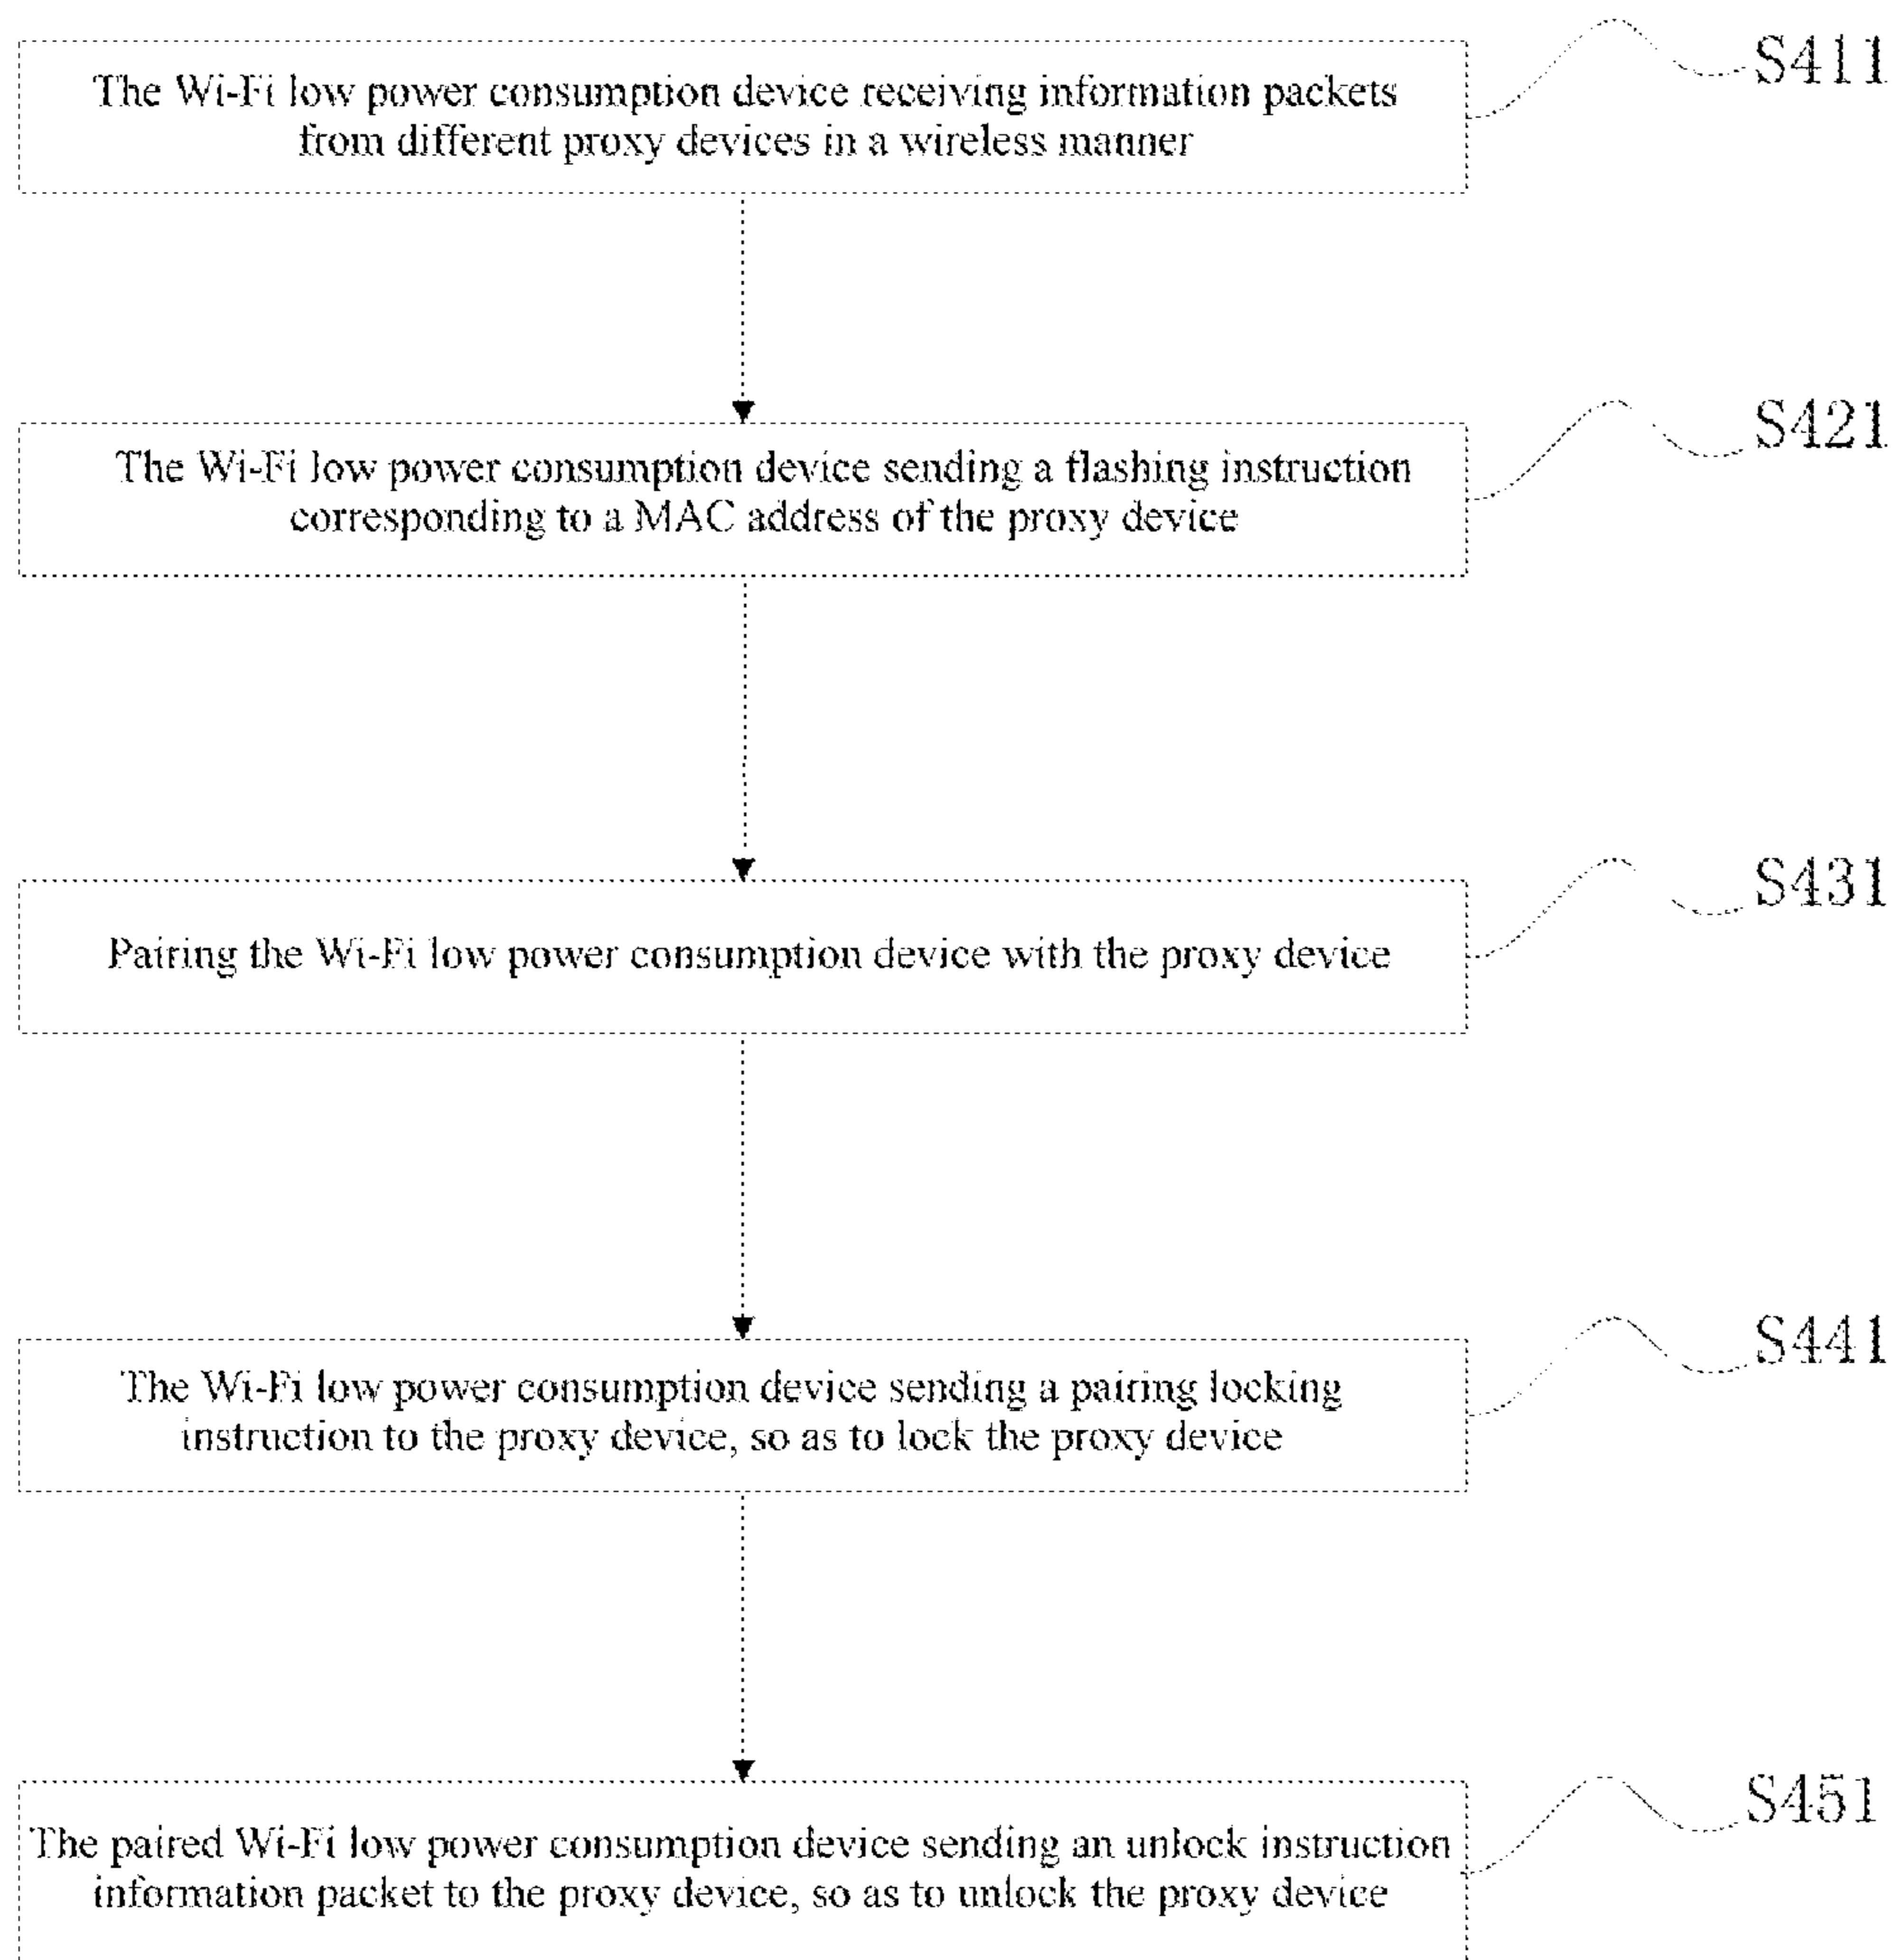 The Wi-Fi low power consumption device receiving information packets
from different proxy devices in a wireless manner
S411
The Wi-Fi low power consumption device sending a flashing instruction
corresponding to a MAC address of the proxy device
S421
Pairing the Wi-Fi low power consumption device with the proxy device
S431
The Wi-Fi low power consumption device sending a pairing locking
instruction to the proxy device, so as to lock the proxy device
S441
The paired Wi-Fi low power consumption device sending an unlock instruction
information packet to the proxy device, so as to unlock the proxy device
S451